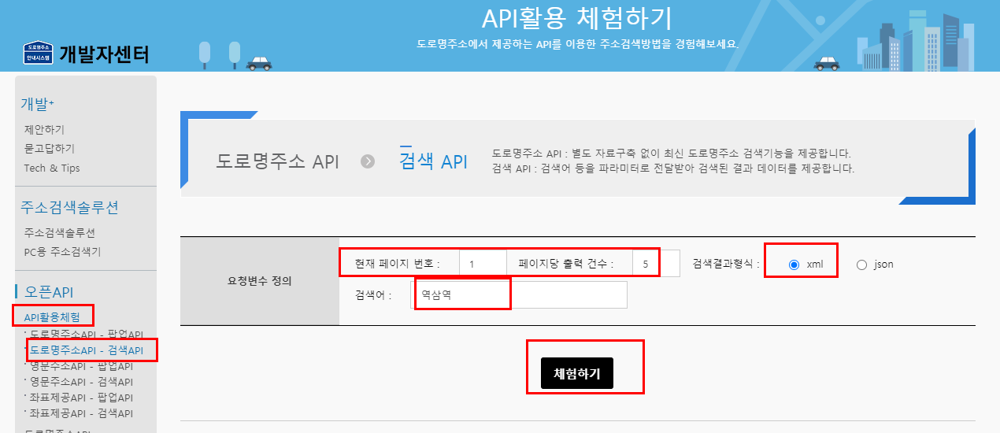 API활용 체험하기
도로명주소에서 제공하는 API를 이용한 주소검색방법을 경험해보세요.
도로명주소
안내시스템
개발자센터
개발+
제안하기
묻고답하기
Tech & Tips
주소검색솔루션
주소검색솔루션
PC용 주소검색기
오픈API
API활용체험
도로명주소API - 팝업API
도로명주소API - 검색API
영문주소API - 팝업API
영문주소API - 검색API
좌표제공API - 팝업API
좌표제공API - 검색API
도로명주소API
도로명주소 API
검색 API
도로명주소 API : 별도 자료구축 없이 최신 도로명주소 검색기능을 제공합니다.
검색 API : 검색어 등을 파라미터로 전달받아 검색된 결과 데이터를 제공합니다.
요청변수 정의
현재 페이지 번호 : 1 페이지당 출력 건수 : 5 검색결과형식 : xml json
검색어 : 역삼역
체험하기